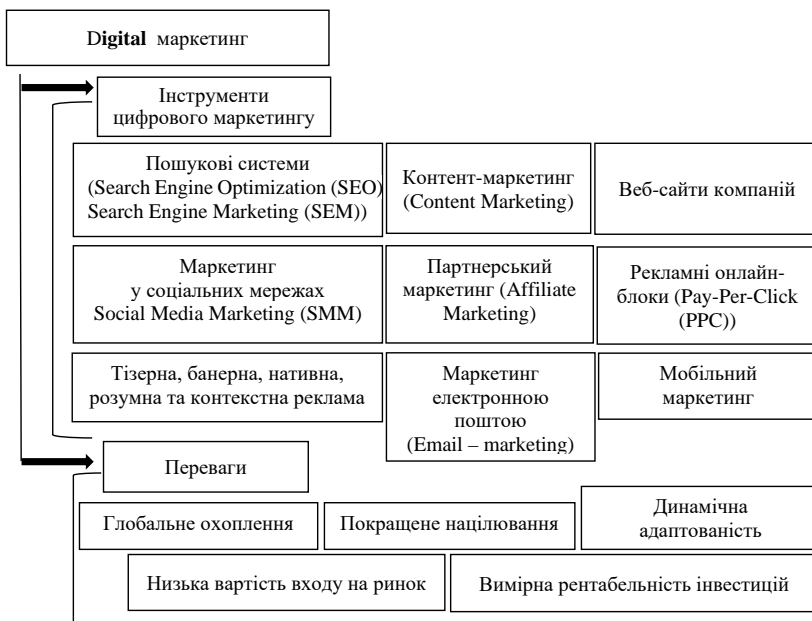 Digital маркетинг
Інструменти
цифрового маркетингу
Пошукові системи
(Search Engine Optimization (SEO)
Search Engine Marketing (SEM))
Контент-маркетинг
(Content Marketing)
Веб-сайти компаній
Маркетинг
у соціальних мережах
Social Media Marketing (SMM)
Партнерський
маркетинг (Affiliate
Marketing)
Рекламні онлайн-
блоки (Pay-Per-Click
(PPC))
Тізерна, банерна, нативна,
розумна та контекстна реклама
Маркетинг
електронною
поштою
(Email – marketing)
Мобільний
маркетинг
Переваги
Глобальне охоплення
Покращене націлювання
Динамічна
адаптованість
Низька вартість входу на ринок
Вимірна рентабельність інвестицій